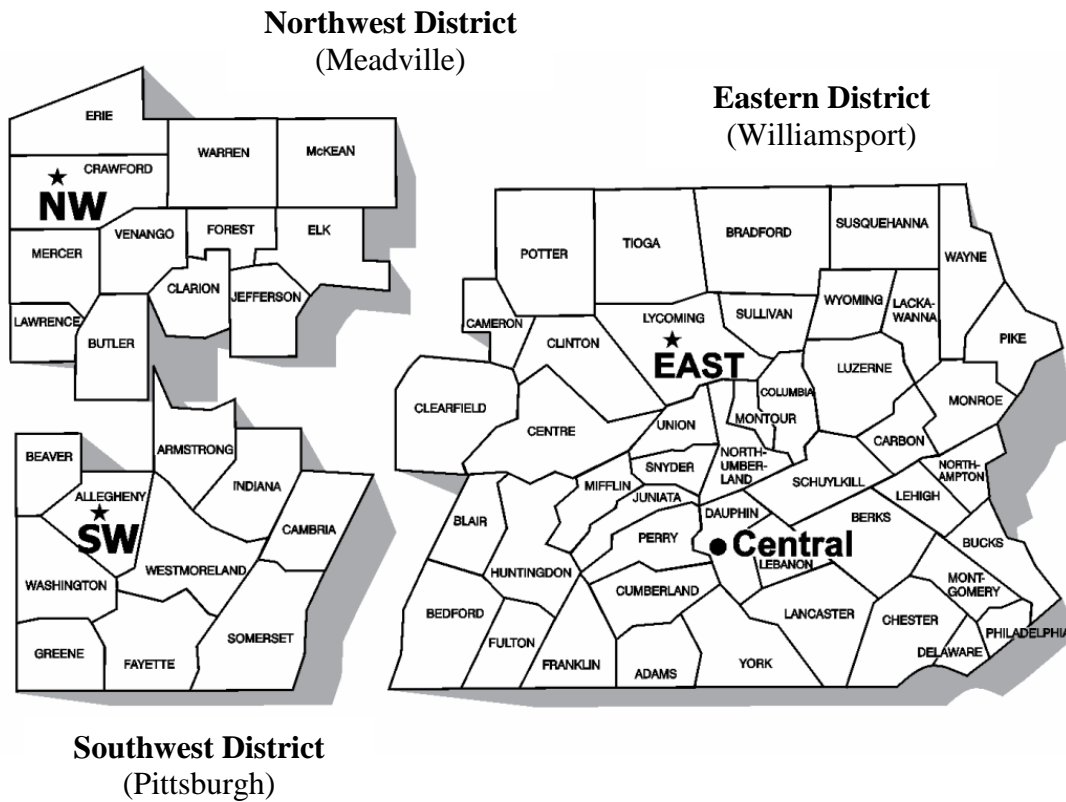 Northwest District
(Meadville)
ERIE
CRAWFORD
NW
WARREN
McKEAN
MERCER
VENANGO
FOREST
ELK
CLARION
JEFFERSON
LAWRENCE
BUTLER
Eastern District
(Williamsport)
POTTER
TIOGA
BRADFORD
SUSQUEHANNA
WAYNE
CAMERON
CLINTON
LYCOMING
EAST
SULLIVAN
WYOMING
LACKA-
WANNA
PIKE
CLEARFIELD
CENTRE
UNION
MONTOUR
COLUMBIA
LUZERNE
MONROE
CARBON
SNYDER
NORTH-
UMBER-
LAND
SCHUYLKILL
NORTH-
AMPTON
LEHIGH
MIFFLIN
JUNIATA
DAUPHIN
BERKS
BUCKS
BLAIR
HUNTINGDON
PERRY
Central
LEBANON
MONT-
GOMERY
BEDFORD
FULTON
FRANKLIN
CUMBERLAND
ADAMS
YORK
LANCASTER
CHESTER
DELAWARE
PHILADELPHIA
BEAVER
ALLEGHENY
SW
ARMSTRONG
INDIANA
CAMBRIA
WASHINGTON
WESTMORELAND
GREENE
FAYETTE
SOMERSET
Southwest District
(Pittsburgh)